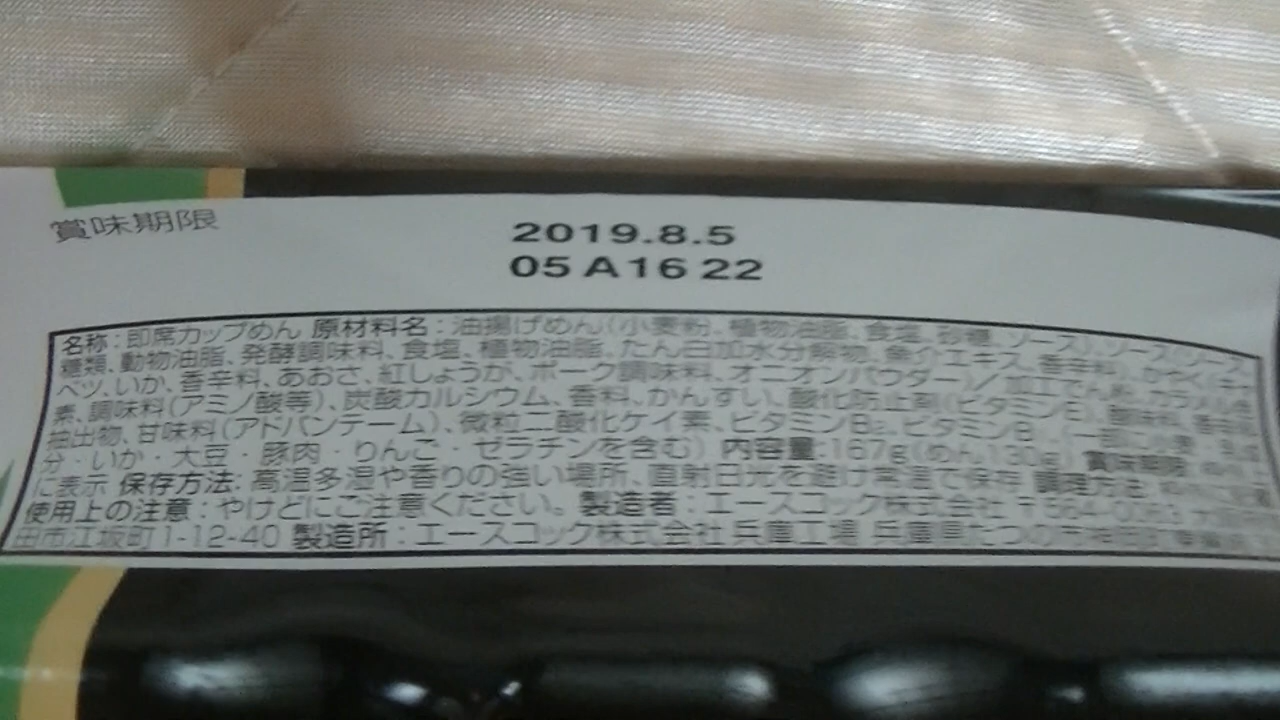 賞味期限
2019.8.5
05 A16 22
名称：即席カップめん 原材料名：油揚げめん(小麦粉、植物油脂、食塩、砂糖、ソース)、ソース(ソース、
糖類、動物油脂、発酵調味料、食塩、植物油脂、たん白加水分解物、魚介エキス、香辛料)、かやく(キャ
ベツ、いか、香辛料、あおさ、紅しょうが、ポーク調味料、オニオンパウダー)／加工でん粉、カラメル色
素、調味料(アミノ酸等)、炭酸カルシウム、香料、かんすい、酸化防止剤(ビタミンE)、酸味料、香辛料
抽出物、甘味料(アドバンテーム)、微粒二酸化ケイ素、ビタミンB₂、ビタミンB₁、(一部に小麦・乳成
分・いか・大豆・豚肉・りんご・ゼラチンを含む) 内容量：167g(めん130g) 賞味期限
に表示 保存方法：高温多湿や香りの強い場所、直射日光を避け常温で保存 調理方法
使用上の注意：やけどにご注意ください。製造者：エースコック株式会社 〒564-
田市江坂町1-12-40 製造所：エースコック株式会社 兵庫工場 兵庫県たつの市